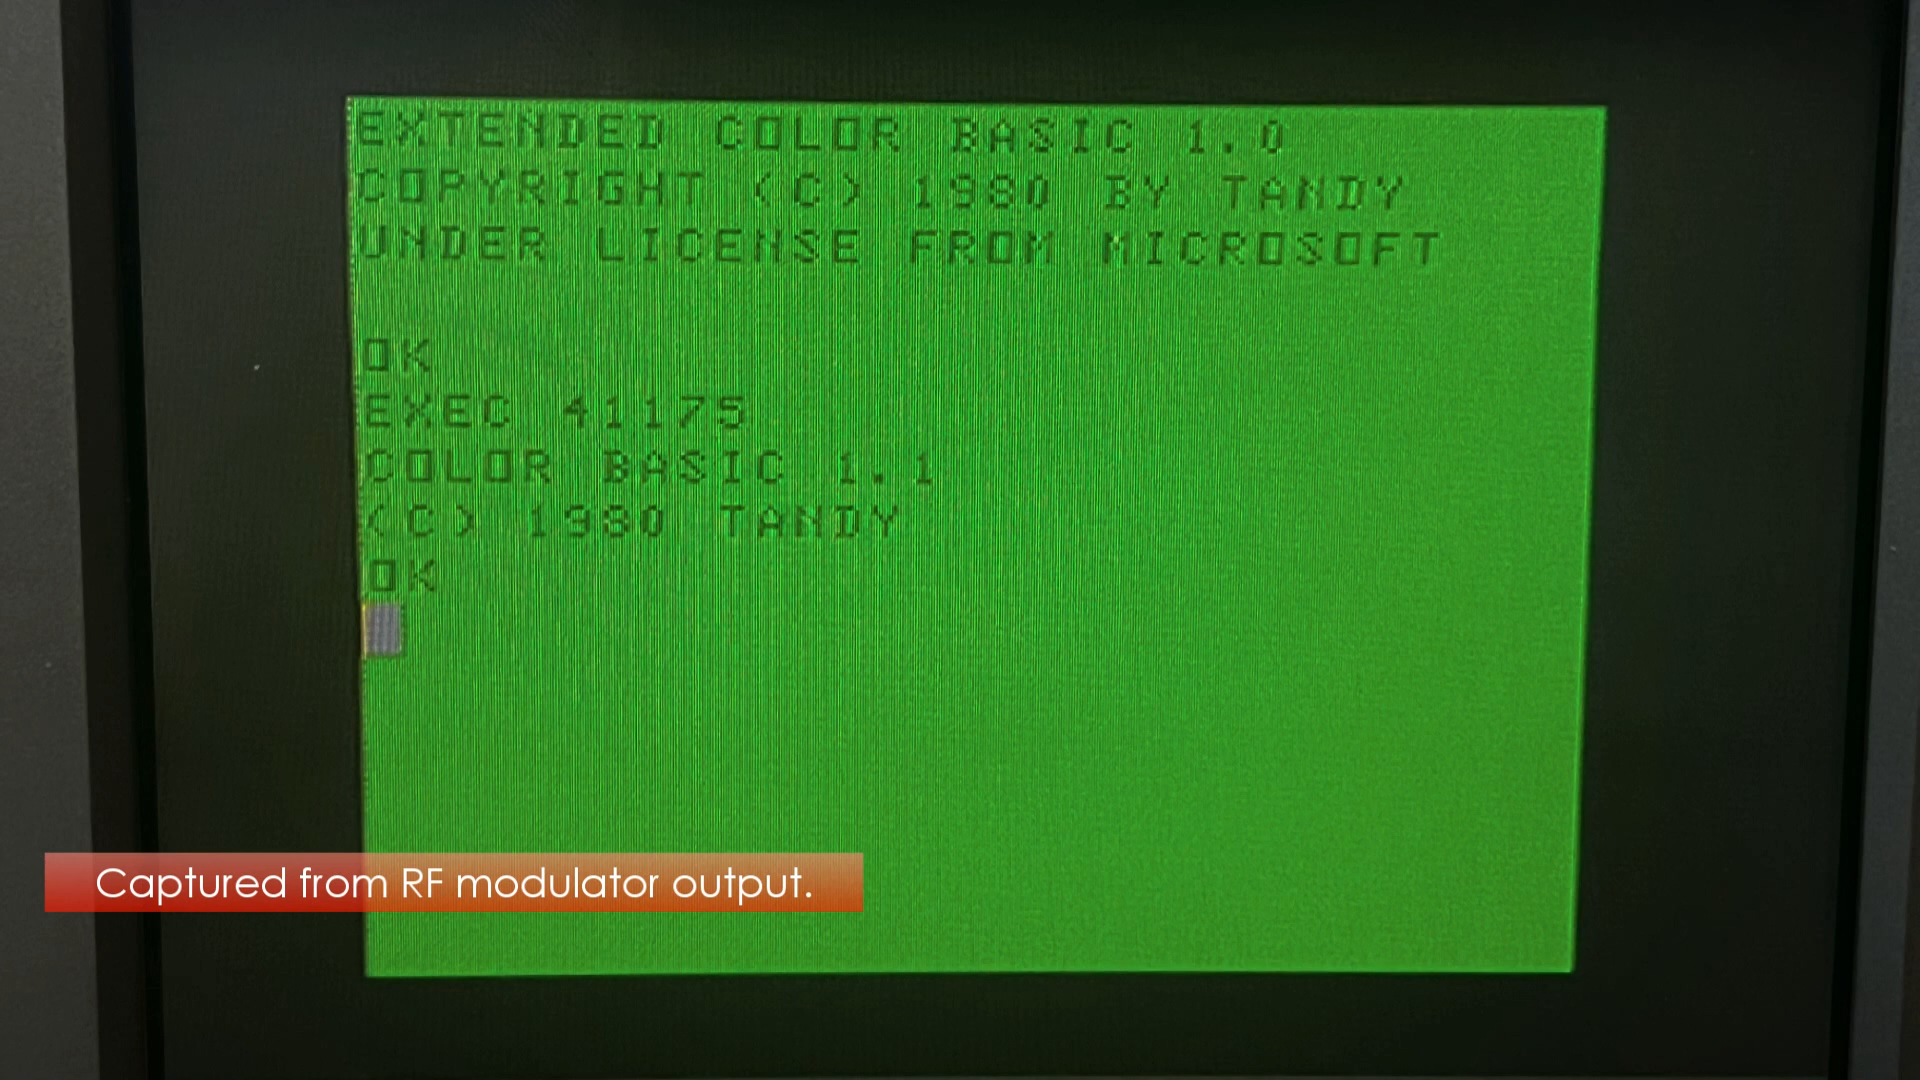 EXTENDED COLOR BASIC 1.0
COPYRIGHT (C) 1980 BY TANDY
UNDER LICENSE FROM MICROSOFT
OK
EXEC 41175
COLOR BASIC 1.1
(C) 1980 TANDY
OK
Captured from RF modulator output.